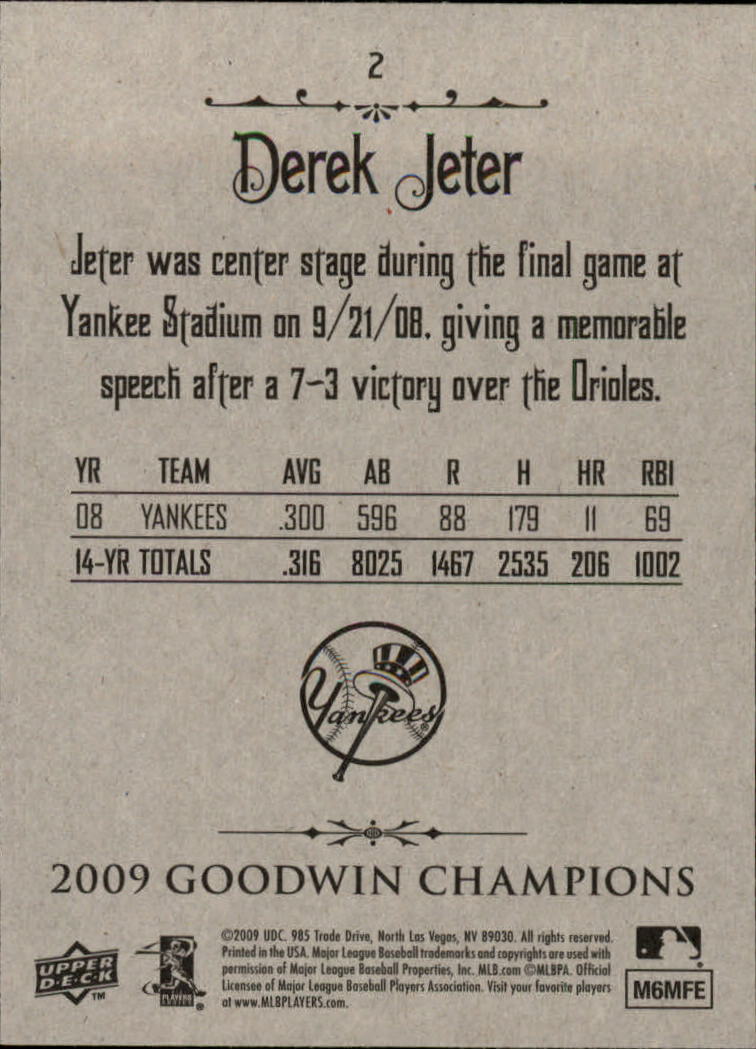 2
Derek Jeter
Jeter was center stage during the final game at
Yankee Stadium on 9/21/08, giving a memorable
speech after a 7-3 victory over the Orioles.
YR TEAM AVG AB R H HR RBI
08 YANKEES .300 596 88 179 11 69
14-YR TOTALS .316 8025 1467 2535 206 1002
Yankees
2009 GOODWIN CHAMPIONS
©2009 UDC. 985 Trade Drive, North Las Vegas, NV 89030. All rights reserved.
Printed in the USA. Major League Baseball trademarks and copyrights are used with
permission of Major League Baseball Properties, Inc. MLB.com ©MLBPA. Official
Licensee of Major League Baseball Players Association. Visit your favorite players
at www.MLBPLAYERS.com.
UPPER
D·E·C·K
TM
PLAYERS
M6MFE